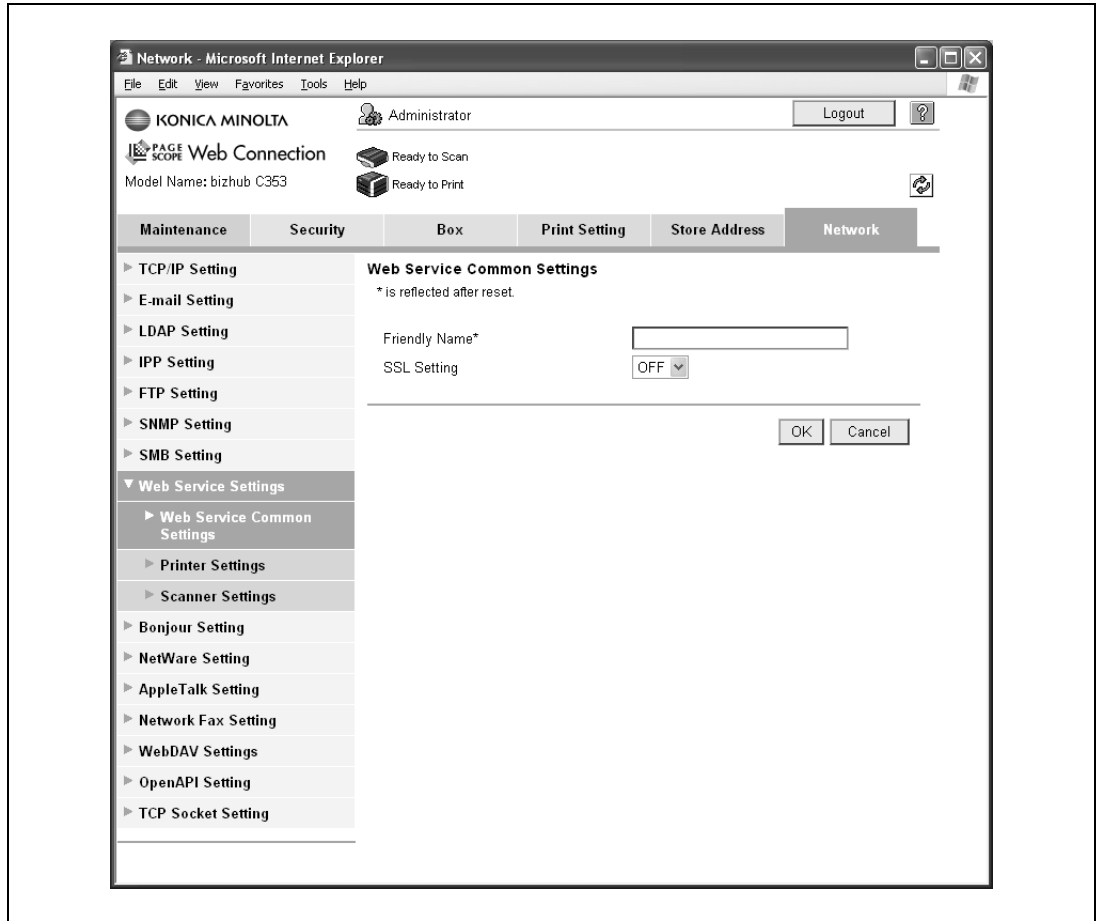 Network - Microsoft Internet Explorer
File Edit View Favorites Tools Help
KONICA MINOLTA
Administrator
Logout
?
PAGE SCOPE Web Connection
Ready to Scan
Model Name: bizhub C353
Ready to Print
Maintenance Security Box Print Setting Store Address Network
TCP/IP Setting
E-mail Setting
LDAP Setting
IPP Setting
FTP Setting
SNMP Setting
SMB Setting
Web Service Settings
Web Service Common
Settings
Printer Settings
Scanner Settings
Bonjour Setting
NetWare Setting
AppleTalk Setting
Network Fax Setting
WebDAV Settings
OpenAPI Setting
TCP Socket Setting
Web Service Common Settings
* is reflected after reset.
Friendly Name*
SSL Setting OFF
OK Cancel